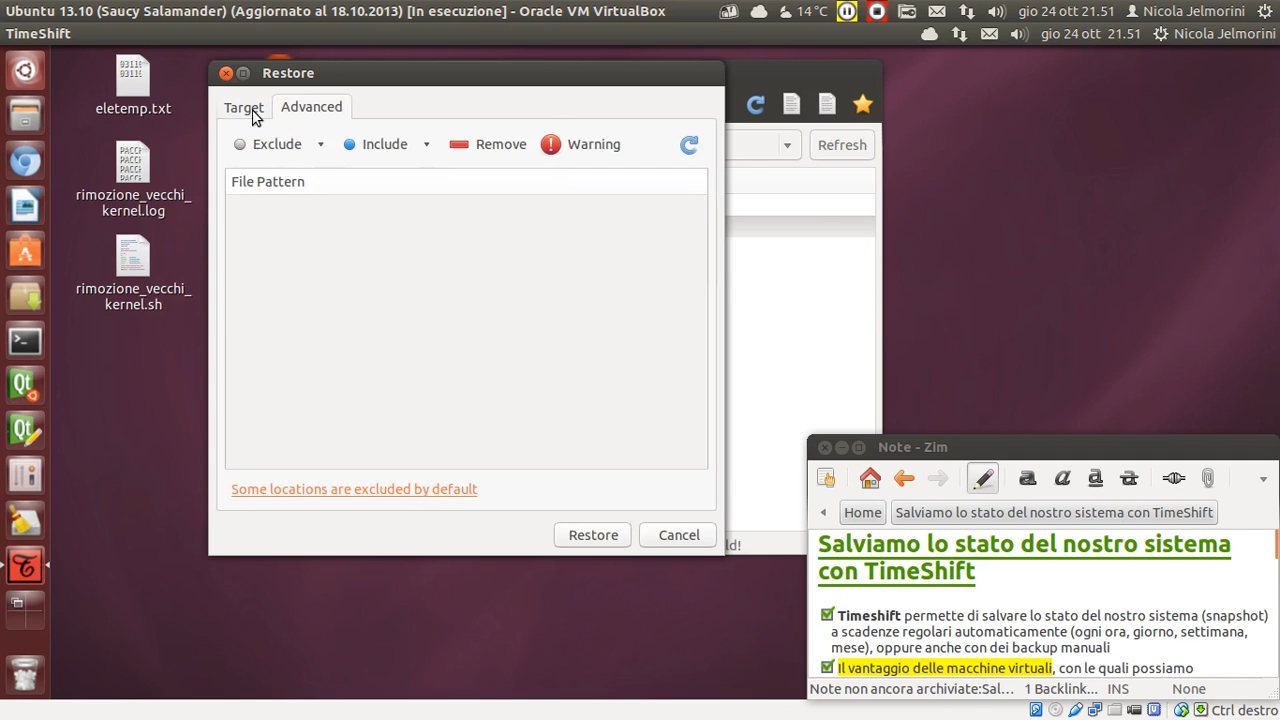 Ubuntu 13.10 (Saucy Salamander) (Aggiornato al 18.10.2013) [In esecuzione] - Oracle VM VirtualBox
14 °C
gio 24 ott 21.51
Nicola Jelmorini
TimeShift
gio 24 ott 21.51
Nicola Jelmorini
eletemp.txt
rimozione_vecchi_
kernel.log
rimozione_vecchi_
kernel.sh
Restore
Target
Advanced
Exclude
Include
Remove
Warning
File Pattern
Some locations are excluded by default
Restore
Cancel
Refresh
ld!
Note - Zim
Home
Salviamo lo stato del nostro sistema con TimeShift
Salviamo lo stato del nostro sistema
con TimeShift
Timeshift permette di salvare lo stato del nostro sistema (snapshot)
a scadenze regolari automaticamente (ogni ora, giorno, settimana,
mese), oppure anche con dei backup manuali
Il vantaggio delle macchine virtuali, con le quali possiamo
Note non ancora archiviate:Sal...
1 Backlink...
INS
None
Ctrl destro